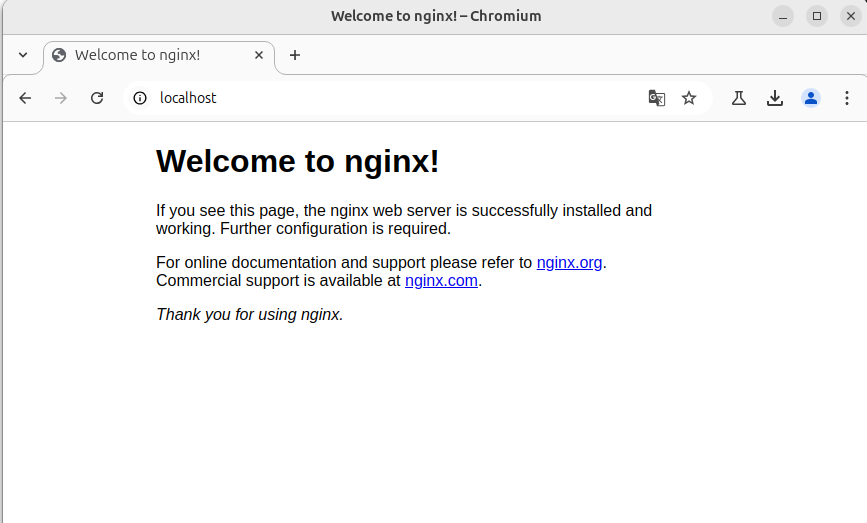 Welcome to nginx! – Chromium
Welcome to nginx!
localhost
Welcome to nginx!
If you see this page, the nginx web server is successfully installed and
working. Further configuration is required.
For online documentation and support please refer to nginx.org.
Commercial support is available at nginx.com.
Thank you for using nginx.